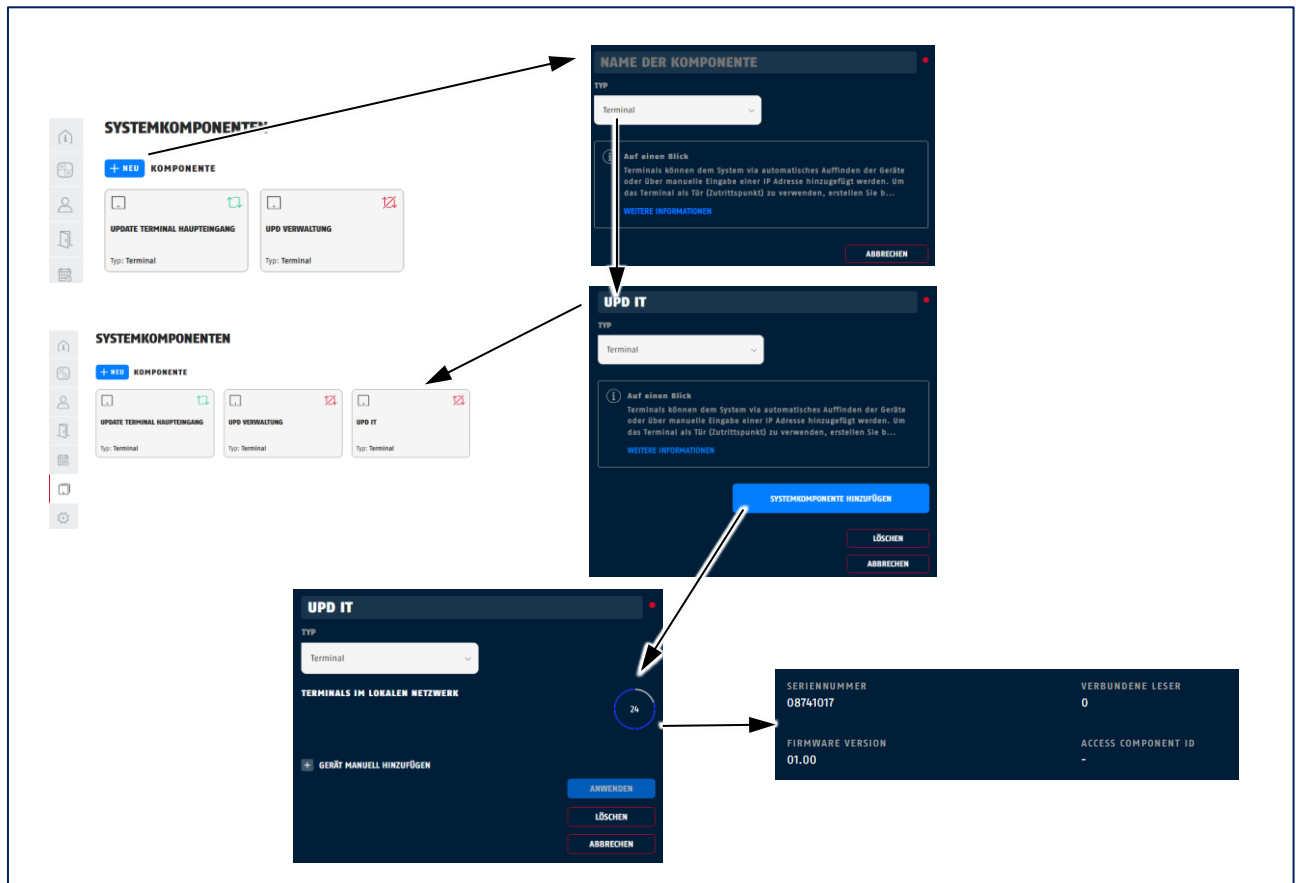 SYSTEMKOMPONENTEN
+ NEU KOMPONENTE
UPDATE TERMINAL HAUPTEINGANG
Typ: Terminal
UPD VERWALTUNG
Typ: Terminal
NAME DER KOMPONENTE
TYP
Terminal
Auf einen Blick
Terminals können dem System via automatisches Auffinden der Geräte
oder über manuelle Eingabe einer IP Adresse hinzugefügt werden. Um
das Terminal als Tür (Zutrittspunkt) zu verwenden, erstellen Sie b...
WEITERE INFORMATIONEN
ABBRECHEN
UPD IT
TYP
Terminal
Auf einen Blick
Terminals können dem System via automatisches Auffinden der Geräte
oder über manuelle Eingabe einer IP Adresse hinzugefügt werden. Um
das Terminal als Tür (Zutrittspunkt) zu verwenden, erstellen Sie b...
WEITERE INFORMATIONEN
SYSTEMKOMPONENTE HINZUFÜGEN
LÖSCHEN
ABBRECHEN
SYSTEMKOMPONENTEN
+ NEU KOMPONENTE
UPDATE TERMINAL HAUPTEINGANG
Typ: Terminal
UPD VERWALTUNG
Typ: Terminal
UPD IT
Typ: Terminal
UPD IT
TYP
Terminal
TERMINALS IM LOKALEN NETZWERK
24
+ GERÄT MANUELL HINZUFÜGEN
ANWENDEN
LÖSCHEN
ABBRECHEN
SERIENNUMMER
08741017
VERBUNDENE LESER
0
FIRMWARE VERSION
01.00
ACCESS COMPONENT ID
-